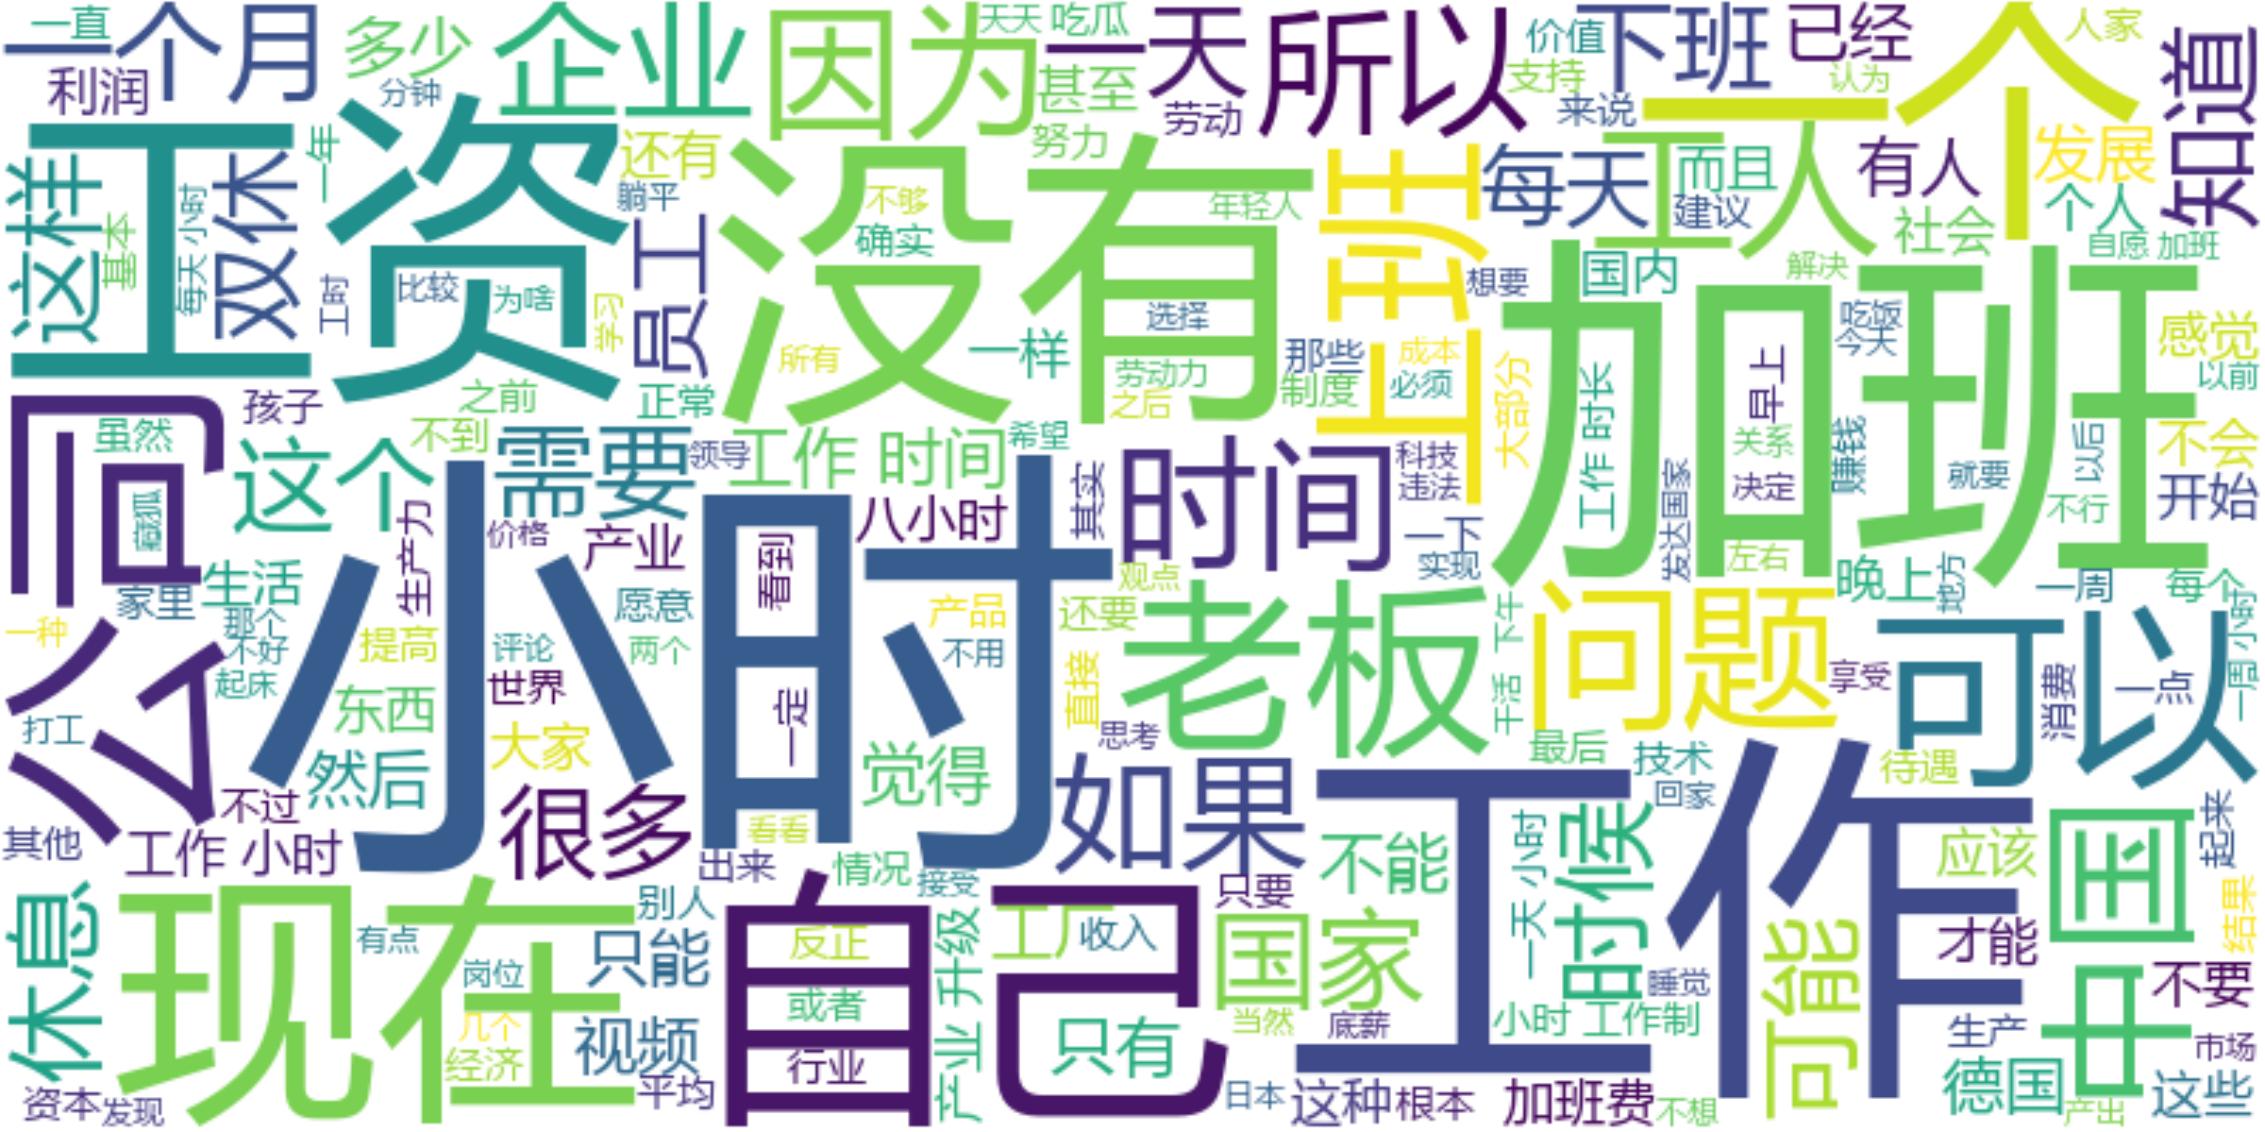 一直
一个月
利润
多少
分钟
企业
因为
天天 吃瓜
甚至
一天
劳动
所以
价值
支持
下班
来说
已经
认为
一个
人家
知道
工资
这样
基本
每天 小时
双休
一年
工时
比较
为啥
学习
还有
躺平
员工
没有
努力
不够
确实
年轻人
选择
所有
一样
劳动力
之后
上班
每天
想要
那些
制度
成本
必须
工人
而且
建议
国内
有人
社会
解决
发展
个人
自愿 加班
加班
大部分
工作 时长
早上
关系
决定
吃饭
今天
赚钱
就要
感觉
以前
以后
不会
不行
开始
公司
孩子
虽然
这个
之前
不到
正常
需要
领导
工作 时间
希望
时间
其实
科技
违法
一下
实现
发达国家
左右
小时
生活
家里
那个
不好
起床
一种
打工
生产力
价格
产业
八小时
看到
愿意
提高
评论
两个
产品
不用
观点
还要
老板
直接
思考
干活 下午
问题
晚上
地方
一周
每个
可以
享受
消费
一点
一周 小时
东西
世界
大家
一定
然后
不过
很多
觉得
看看
如果
最后
技术
回家
待遇
其他
工作 小时
出来
情况
接受
只要
不能
一天 小时
时候
工作
应该
中国
起来
结果
休息
现在
有点
别人
只能
岗位
几个
经济
视频
平均
自己
反正
或者
行业
产业 升级
工厂
收入
只有
国家
当然
底薪
睡觉
小时 工作制
可能
才能
不要
生产
市场
德国
这些
产出
资本
发现
日本
这种
根本
加班费
不想